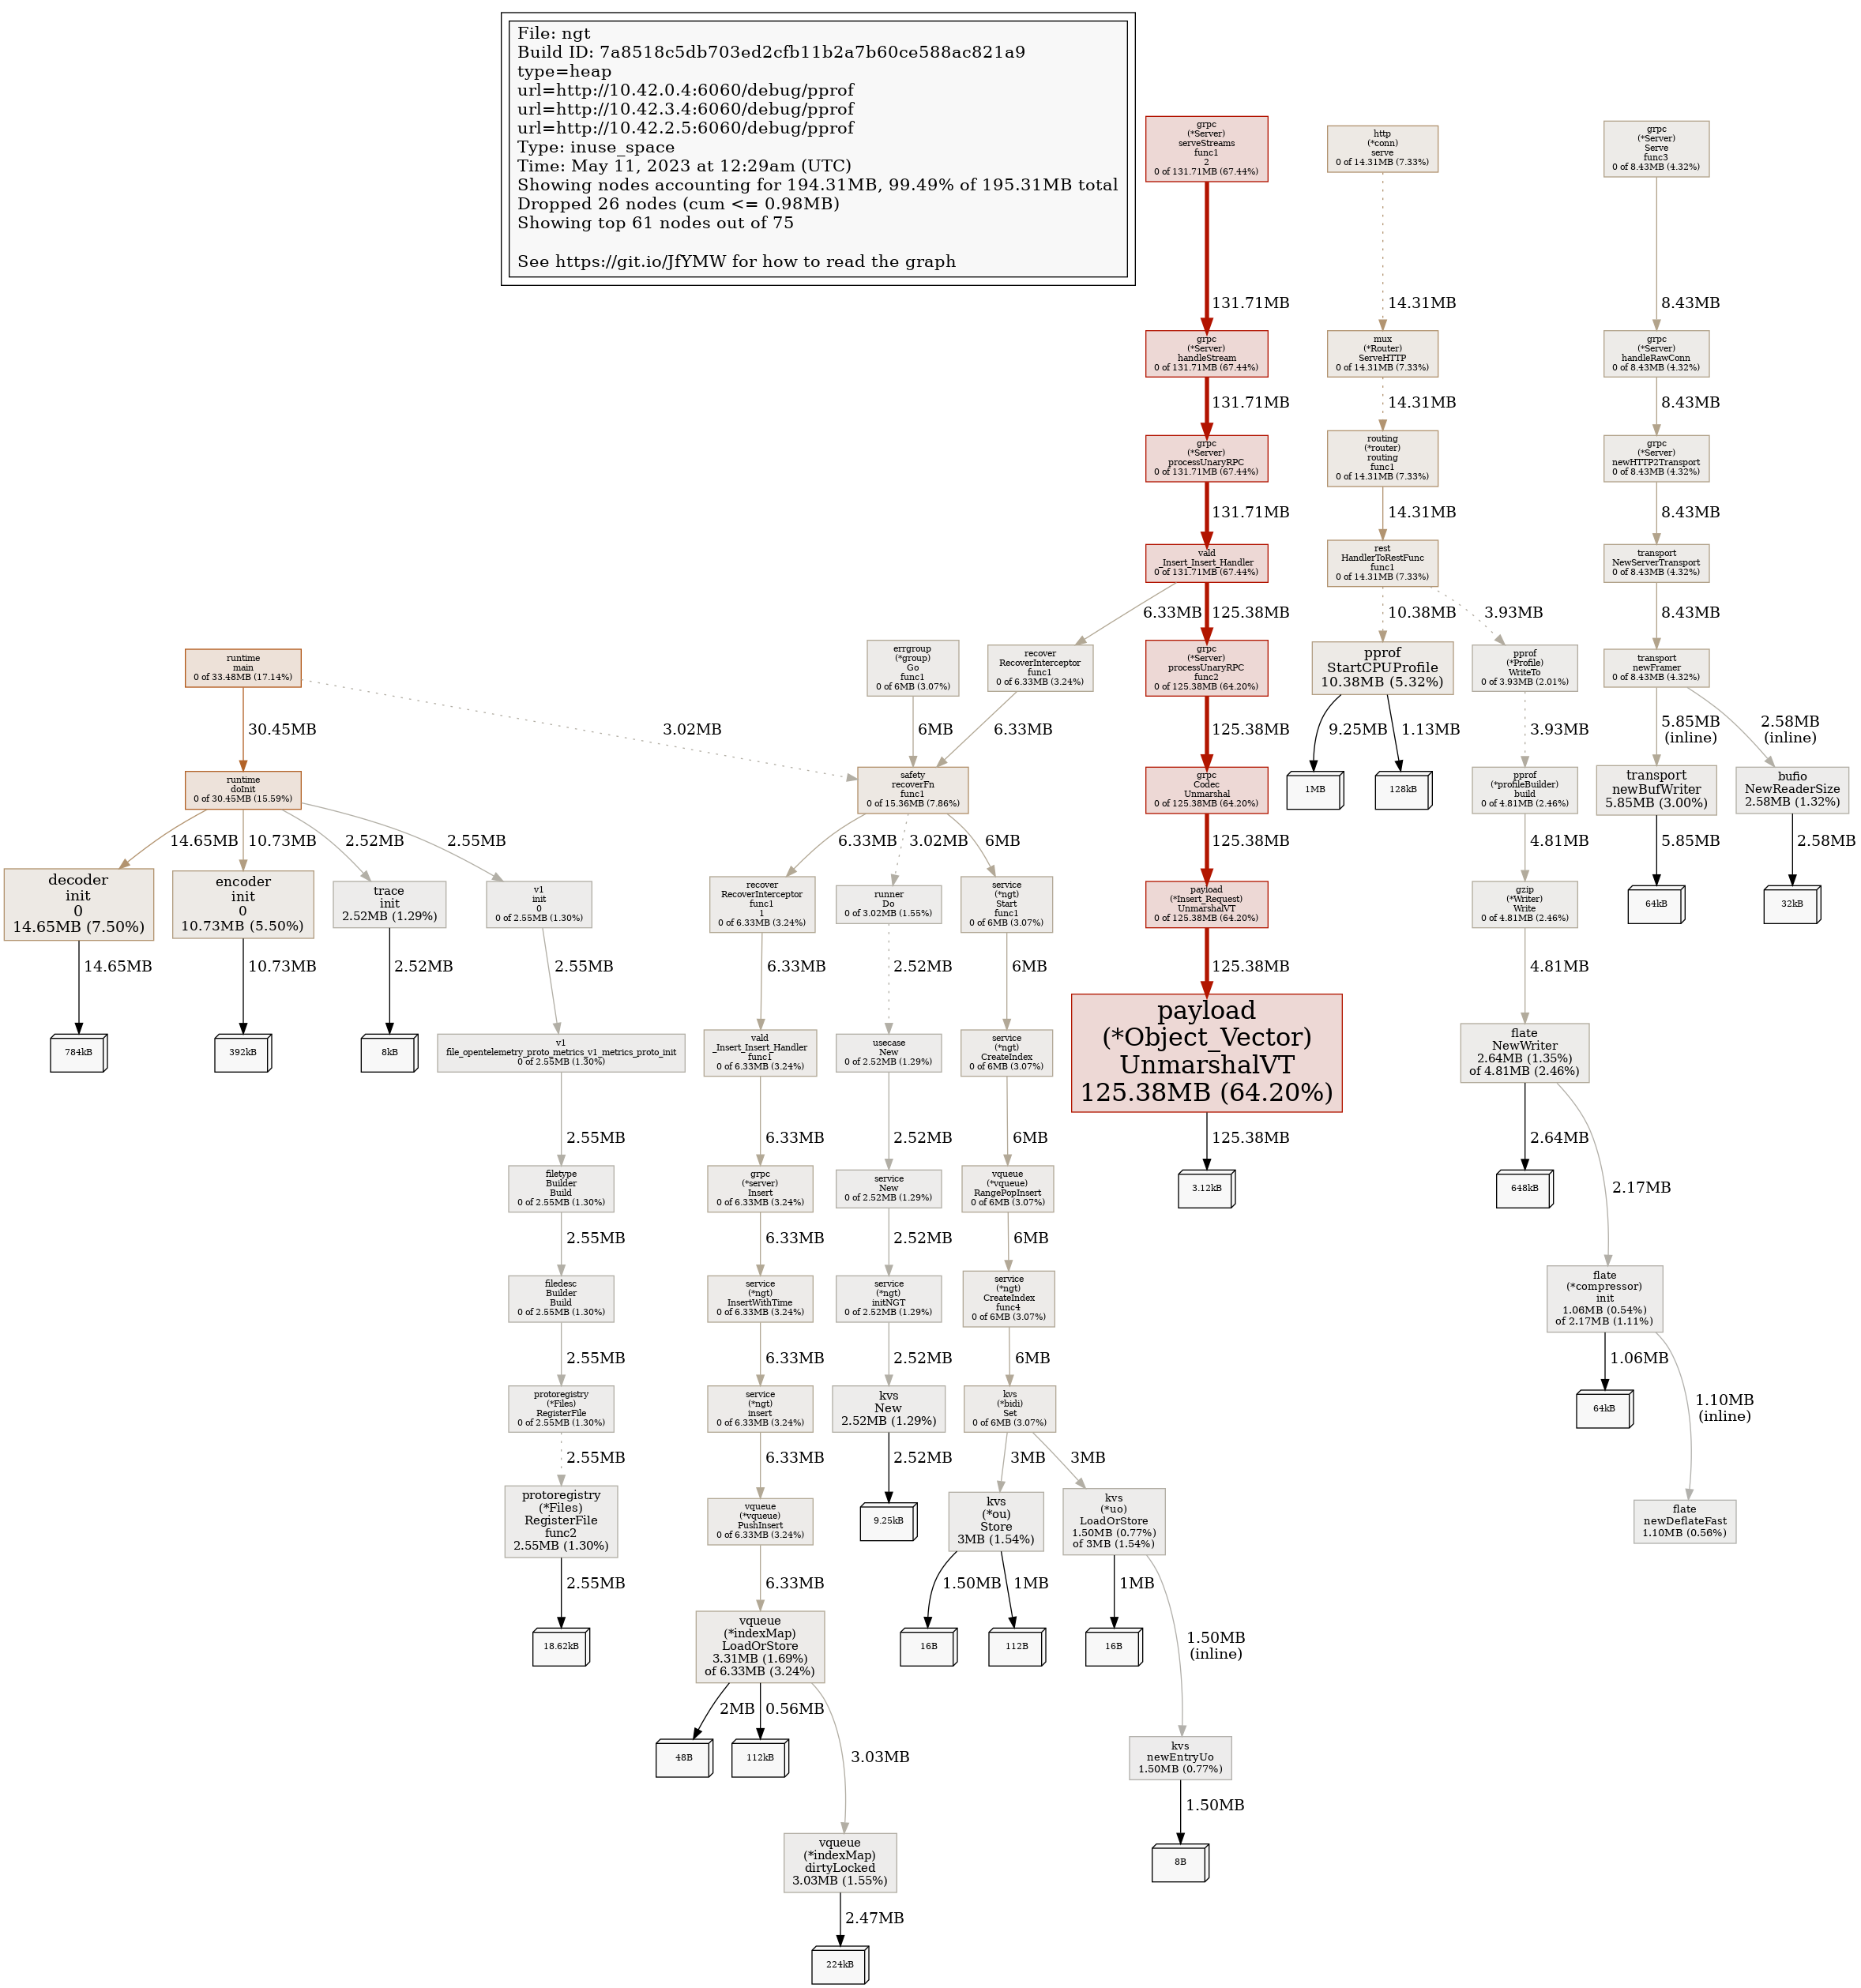 File: ngt
Build ID: 7a8518c5db703ed2cfb11b2a7b60ce588ac821a9
type=heap
url=http://10.42.0.4:6060/debug/pprof
url=http://10.42.3.4:6060/debug/pprof
url=http://10.42.2.5:6060/debug/pprof
Type: inuse_space
Time: May 11, 2023 at 12:29am (UTC)
Showing nodes accounting for 194.31MB, 99.49% of 195.31MB total
Dropped 26 nodes (cum <= 0.98MB)
Showing top 61 nodes out of 75
See https://git.io/JfYMW for how to read the graph
grpc
(*Server)
serveStreams
func1
2
0 of 131.71MB (67.44%)
http
(*conn)
serve
0 of 14.31MB (7.33%)
grpc
(*Server)
Serve
func3
0 of 8.43MB (4.32%)
131.71MB
14.31MB
8.43MB
grpc
(*Server)
handleStream
0 of 131.71MB (67.44%)
mux
(*Router)
ServeHTTP
0 of 14.31MB (7.33%)
grpc
(*Server)
handleRawConn
0 of 8.43MB (4.32%)
131.71MB
14.31MB
8.43MB
grpc
(*Server)
processUnaryRPC
0 of 131.71MB (67.44%)
routing
(*router)
routing
func1
0 of 14.31MB (7.33%)
grpc
(*Server)
newHTTP2Transport
0 of 8.43MB (4.32%)
131.71MB
14.31MB
8.43MB
vald
_Insert_Insert_Handler
0 of 131.71MB (67.44%)
rest
HandlerToRestFunc
func1
0 of 14.31MB (7.33%)
transport
NewServerTransport
0 of 8.43MB (4.32%)
6.33MB
125.38MB
10.38MB
3.93MB
8.43MB
runtime
main
0 of 33.48MB (17.14%)
errgroup
(*group)
Go
func1
0 of 6MB (3.07%)
recover
RecoverInterceptor
func1
0 of 6.33MB (3.24%)
grpc
(*Server)
processUnaryRPC
func2
0 of 125.38MB (64.20%)
pprof
StartCPUProfile
10.38MB (5.32%)
pprof
(*Profile)
WriteTo
0 of 3.93MB (2.01%)
transport
newFramer
0 of 8.43MB (4.32%)
30.45MB
3.02MB
6MB
6.33MB
125.38MB
9.25MB
1.13MB
3.93MB
5.85MB
(inline)
2.58MB
(inline)
runtime
doInit
0 of 30.45MB (15.59%)
safety
recoverFn
func1
0 of 15.36MB (7.86%)
grpc
Codec
Unmarshal
0 of 125.38MB (64.20%)
1MB
128kB
pprof
(*profileBuilder)
build
0 of 4.81MB (2.46%)
transport
newBufWriter
5.85MB (3.00%)
bufio
NewReaderSize
2.58MB (1.32%)
14.65MB
10.73MB
2.52MB
2.55MB
6.33MB
3.02MB
6MB
125.38MB
4.81MB
5.85MB
2.58MB
decoder
init
0
14.65MB (7.50%)
encoder
init
0
10.73MB (5.50%)
trace
init
2.52MB (1.29%)
v1
init
0
0 of 2.55MB (1.30%)
recover
RecoverInterceptor
func1
1
0 of 6.33MB (3.24%)
runner
Do
0 of 3.02MB (1.55%)
service
(*ngt)
Start
func1
0 of 6MB (3.07%)
payload
(*Insert_Request)
UnmarshalVT
0 of 125.38MB (64.20%)
gzip
(*Writer)
Write
0 of 4.81MB (2.46%)
64kB
32kB
14.65MB
10.73MB
2.52MB
2.55MB
6.33MB
2.52MB
6MB
125.38MB
4.81MB
784kB
392kB
8kB
v1
file_opentelemetry_proto_metrics_v1_metrics_proto_init
0 of 2.55MB (1.30%)
vald
_Insert_Insert_Handler
func1
0 of 6.33MB (3.24%)
usecase
New
0 of 2.52MB (1.29%)
service
(*ngt)
CreateIndex
0 of 6MB (3.07%)
payload
(*Object_Vector)
UnmarshalVT
125.38MB (64.20%)
flate
NewWriter
2.64MB (1.35%)
of 4.81MB (2.46%)
2.55MB
6.33MB
2.52MB
6MB
125.38MB
2.64MB
2.17MB
filetype
Builder
Build
0 of 2.55MB (1.30%)
grpc
(*server)
Insert
0 of 6.33MB (3.24%)
service
New
0 of 2.52MB (1.29%)
vqueue
(*vqueue)
RangePopInsert
0 of 6MB (3.07%)
3.12kB
648kB
2.55MB
6.33MB
2.52MB
6MB
filedesc
Builder
Build
0 of 2.55MB (1.30%)
service
(*ngt)
InsertWithTime
0 of 6.33MB (3.24%)
service
(*ngt)
initNGT
0 of 2.52MB (1.29%)
service
(*ngt)
CreateIndex
func4
0 of 6MB (3.07%)
flate
(*compressor)
init
1.06MB (0.54%)
of 2.17MB (1.11%)
2.55MB
6.33MB
2.52MB
6MB
1.06MB
1.10MB
(inline)
protoregistry
(*Files)
RegisterFile
0 of 2.55MB (1.30%)
service
(*ngt)
insert
0 of 6.33MB (3.24%)
kvs
New
2.52MB (1.29%)
kvs
(*bidi)
Set
0 of 6MB (3.07%)
64kB
2.55MB
6.33MB
2.52MB
3MB
3MB
protoregistry
(*Files)
RegisterFile
func2
2.55MB (1.30%)
vqueue
(*vqueue)
PushInsert
0 of 6.33MB (3.24%)
9.25kB
kvs
(*ou)
Store
3MB (1.54%)
kvs
(*uo)
LoadOrStore
1.50MB (0.77%)
of 3MB (1.54%)
flate
newDeflateFast
1.10MB (0.56%)
2.55MB
6.33MB
1.50MB
1MB
1MB
1.50MB
(inline)
18.62kB
vqueue
(*indexMap)
LoadOrStore
3.31MB (1.69%)
of 6.33MB (3.24%)
16B
112B
16B
2MB
0.56MB
3.03MB
48B
112kB
kvs
newEntryUo
1.50MB (0.77%)
1.50MB
vqueue
(*indexMap)
dirtyLocked
3.03MB (1.55%)
8B
2.47MB
224kB